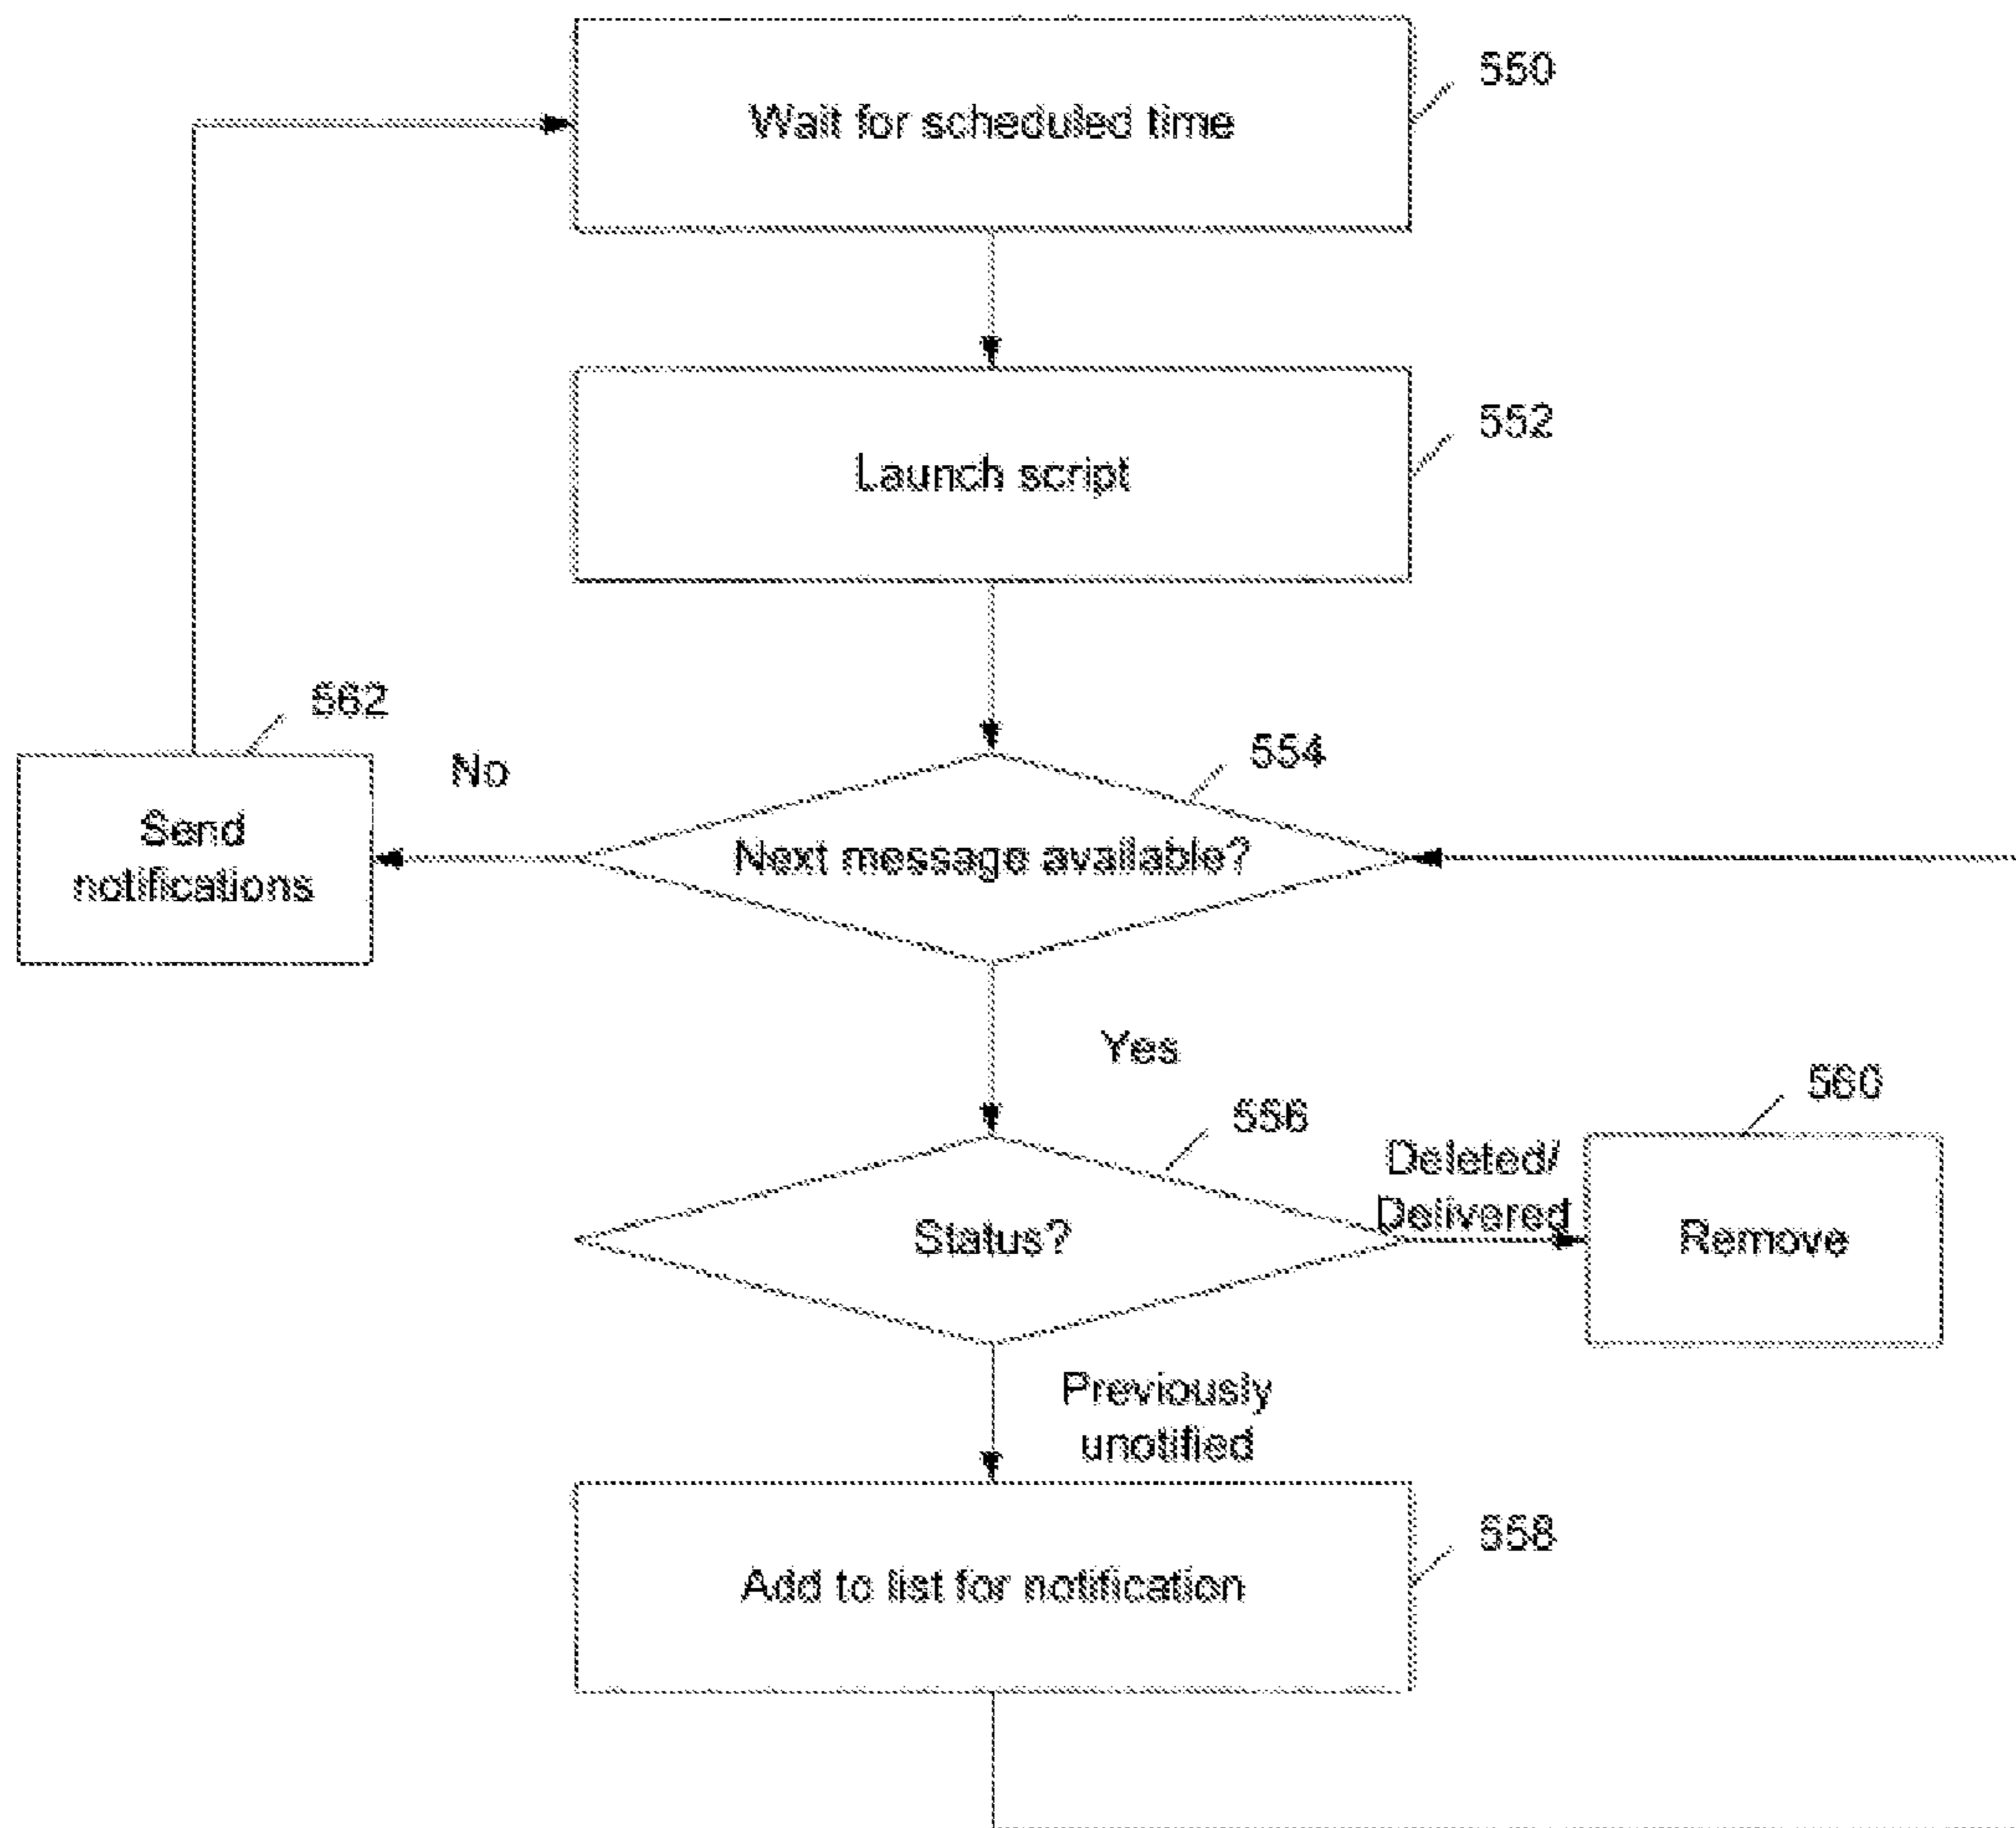 550
Wait for scheduled time
552
Launch script
562
No
554
Send
notifications
Next message available?
Yes
556
560
Deleted/
Delivered
Status?
Remove
Previously
unotified
558
Add to list for notification